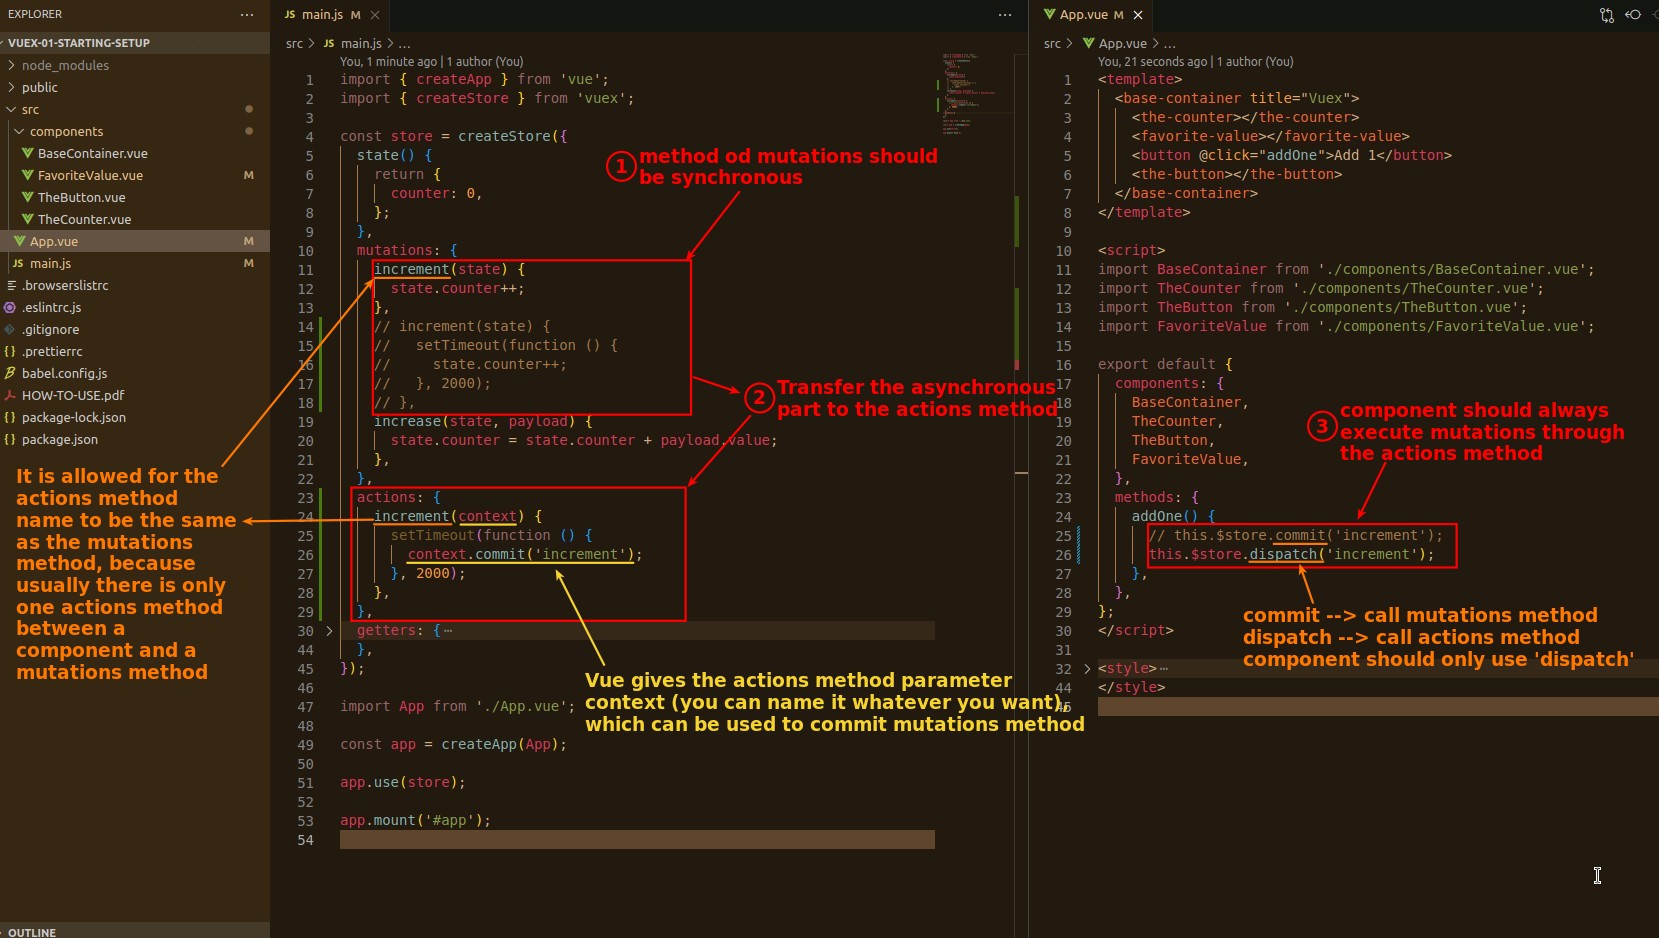 EXPLORER
VUEX-01-STARTING-SETUP
node_modules
public
src
components
BaseContainer.vue
FavoriteValue.vue M
TheButton.vue
TheCounter.vue
App.vue M
JS main.js M
.browserslistrc
.eslintrc.js
.gitignore
{} .prettierrc
babel.config.js
HOW-TO-USE.pdf
{} package-lock.json
{} package.json
It is allowed for the
actions method
name to be the same
as the mutations
method, because
usually there is only
one actions method
between a
component and a
mutations method
OUTLINE
JS main.js M
src > JS main.js > ...
You, 1 minute ago | 1 author (You)
1 import { createApp } from 'vue';
2 import { createStore } from 'vuex';
3
4 const store = createStore({
5 state() {
6 return {
7 counter: 0,
8 };
9 },
10 mutations: {
11 increment(state) {
12 state.counter++;
13 },
14 // increment(state) {
15 // setTimeout(function () {
16 // state.counter++;
17 // }, 2000);
18 // },
19 increase(state, payload) {
20 state.counter = state.counter + payload.value;
21 },
22 },
23 actions: {
24 increment(context) {
25 setTimeout(function () {
26 context.commit('increment');
27 }, 2000);
28 },
29 },
30 getters: {...
44 },
45 });
46
47 import App from './App.vue';
48
49 const app = createApp(App);
50
51 app.use(store);
52
53 app.mount('#app');
54
1 method od mutations should
be synchronous
2 Transfer the asynchronous
part to the actions method
Vue gives the actions method parameter
context (you can name it whatever you want),
which can be used to commit mutations method
App.vue M
src > App.vue > ...
You, 21 seconds ago | 1 author (You)
1 <template>
2 <base-container title="Vuex">
3 <the-counter></the-counter>
4 <favorite-value></favorite-value>
5 <button @click="addOne">Add 1</button>
6 <the-button></the-button>
7 </base-container>
8 </template>
9
10 <script>
11 import BaseContainer from './components/BaseContainer.vue';
12 import TheCounter from './components/TheCounter.vue';
13 import TheButton from './components/TheButton.vue';
14 import FavoriteValue from './components/FavoriteValue.vue';
15
16 export default {
17 components: {
18 BaseContainer,
19 TheCounter,
20 TheButton,
21 FavoriteValue,
22 },
23 methods: {
24 addOne() {
25 // this.$store.commit('increment');
26 this.$store.dispatch('increment');
27 },
28 },
29 };
30 </script>
31
32 <style>...
44 </style>
45
3 component should always
execute mutations through
the actions method
commit --> call mutations method
dispatch --> call actions method
component should only use 'dispatch'